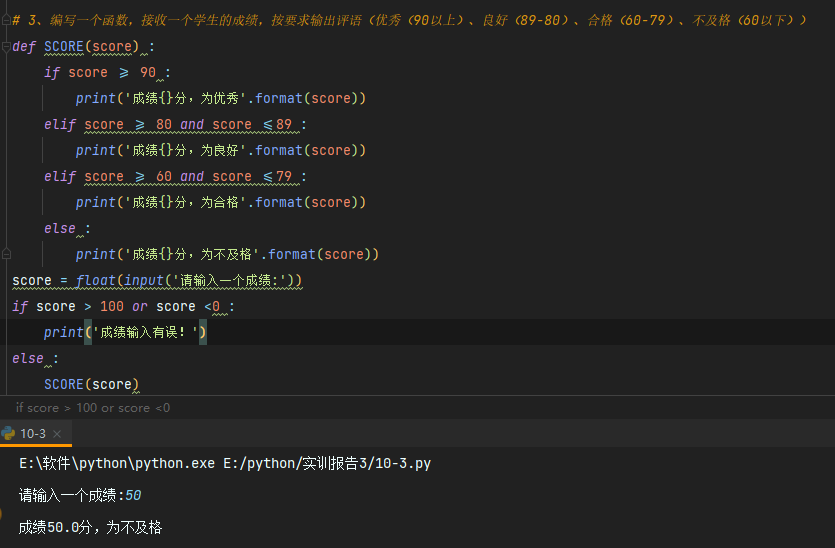 # 3、编写一个函数，接收一个学生的成绩，按要求输出评语（优秀（90以上）、良好（89-80）、合格（60-79）、不及格（60以下））
def SCORE(score) :
    if score ≥ 90 :
        print('成绩{}分，为优秀'.format(score))
    elif score ≥ 80 and score ≤89 :
        print('成绩{}分，为良好'.format(score))
    elif score ≥ 60 and score ≤79 :
        print('成绩{}分，为合格'.format(score))
    else :
        print('成绩{}分，为不及格'.format(score))
score = float(input('请输入一个成绩:'))
if score > 100 or score <0 :
    print('成绩输入有误！')
else :
    SCORE(score)
if score > 100 or score <0
10-3 ×
E:\软件\python\python.exe E:/python/实训报告3/10-3.py
请输入一个成绩:50
成绩50.0分，为不及格